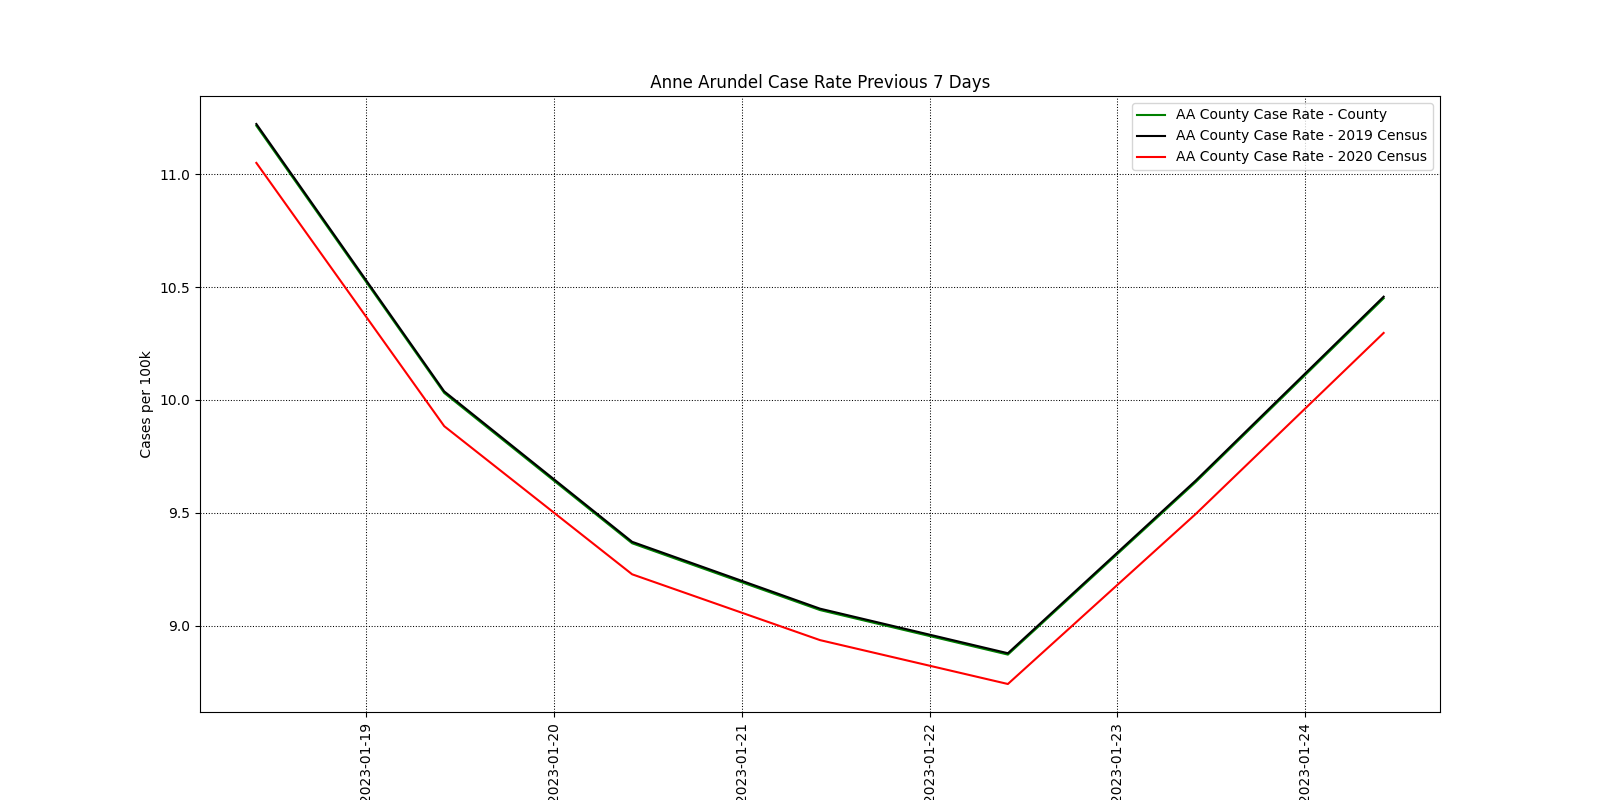 Anne Arundel Case Rate Previous 7 Days
AA County Case Rate - County
AA County Case Rate - 2019 Census
AA County Case Rate - 2020 Census
11.0
10.5
10.0
9.5
9.0
Cases per 100k
2023-01-19
2023-01-20
2023-01-21
2023-01-22
2023-01-23
2023-01-24